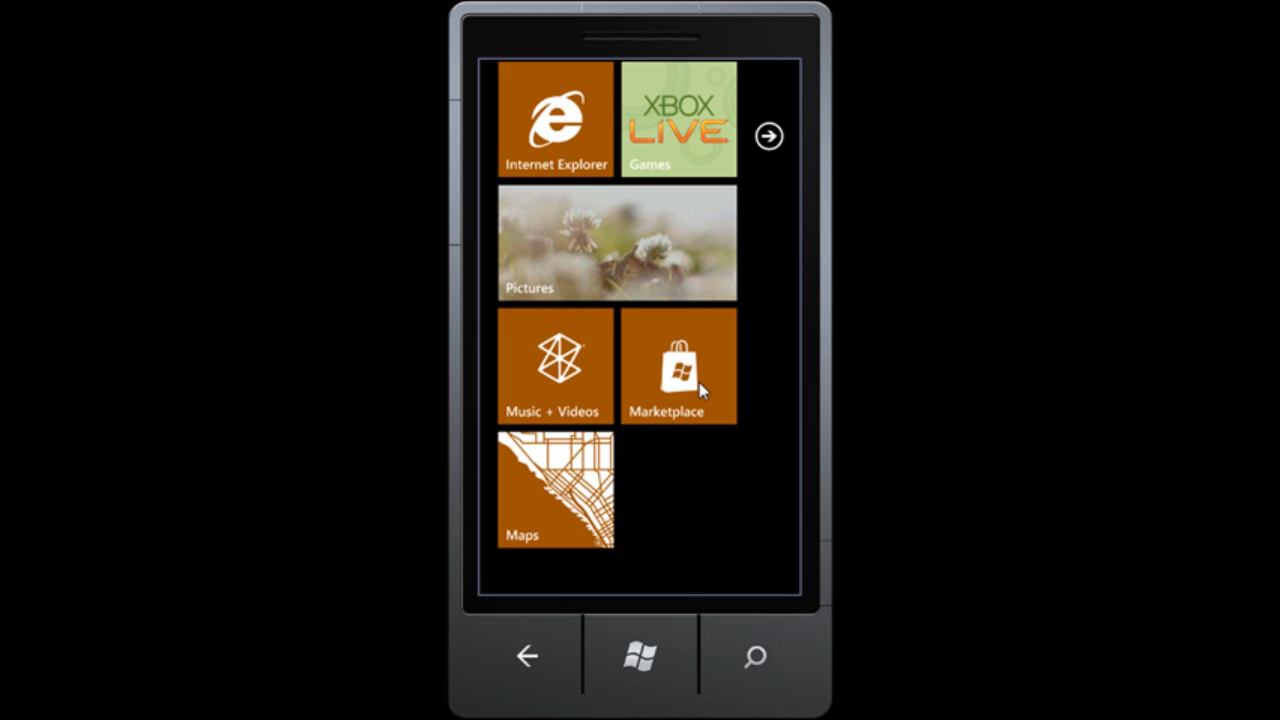 XBOX
LIVE
Internet Explorer
Games
Pictures
Music + Videos
Marketplace
Maps